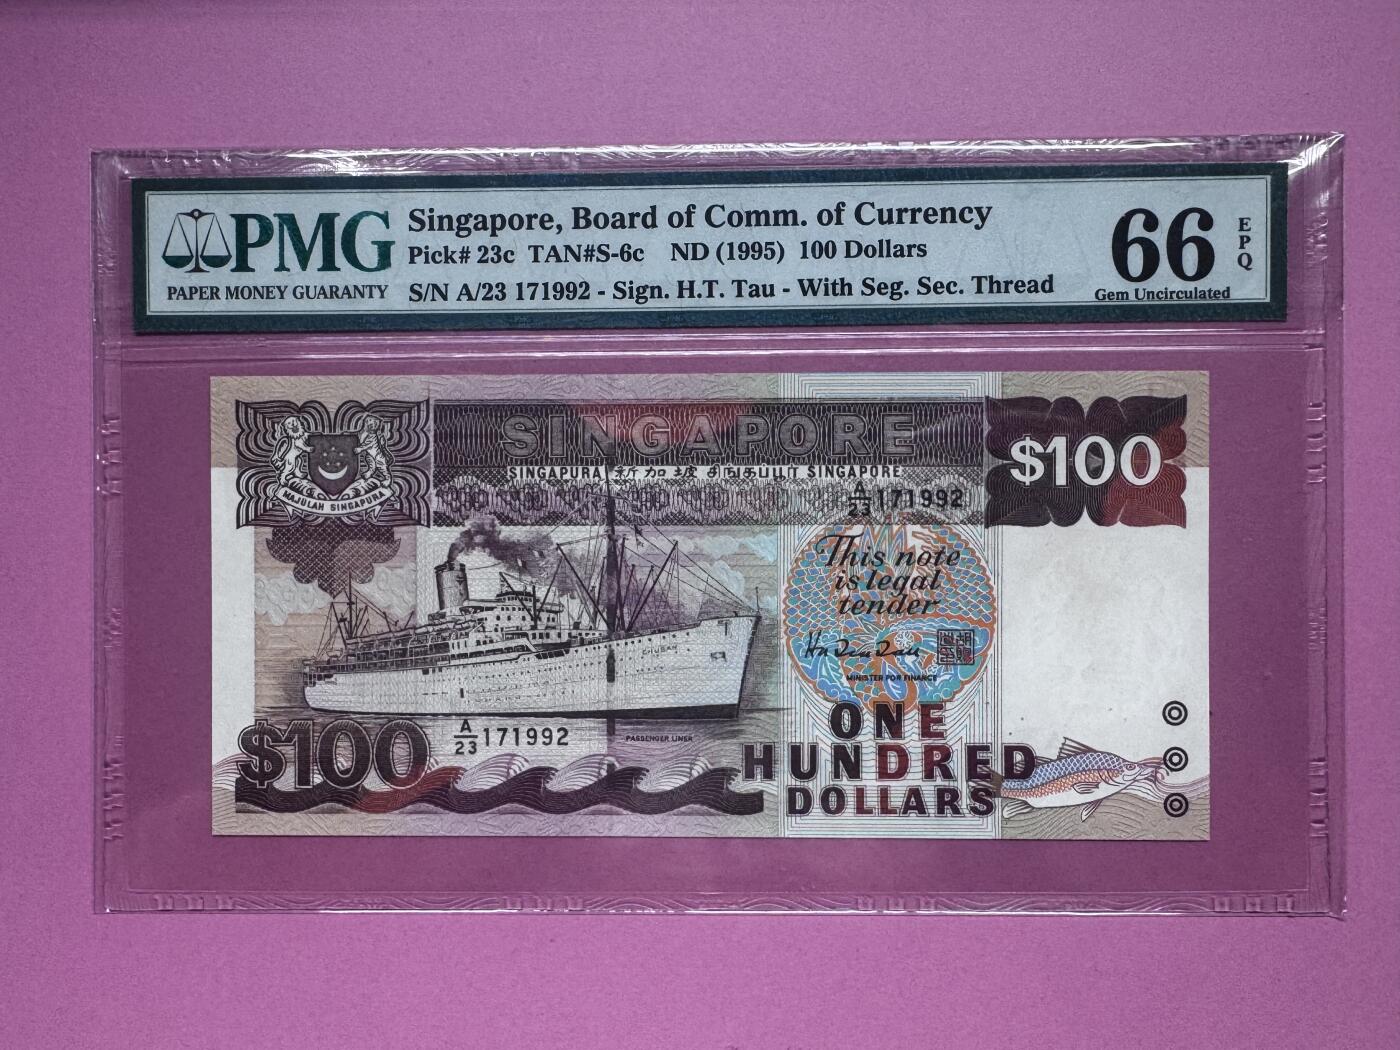 PMG
PAPER MONEY GUARANTY
Singapore, Board of Comm. of Currency
Pick# 23c TAN#S-6c ND (1995) 100 Dollars
S/N A/23 171992 - Sign. H.T. Tau - With Seg. Sec. Thread
66
EPQ
Gem Uncirculated
SINGAPORE
SINGAPURA 新加坡 சிங்கப்பூர் SINGAPORE
$100
MAJULAH SINGAPURA
A/23 171992
This note
is legal
tender
MINISTER FOR FINANCE
CHUSAN
$100
A/23 171992
PASSENGER LINER
ONE
HUNDRED
DOLLARS